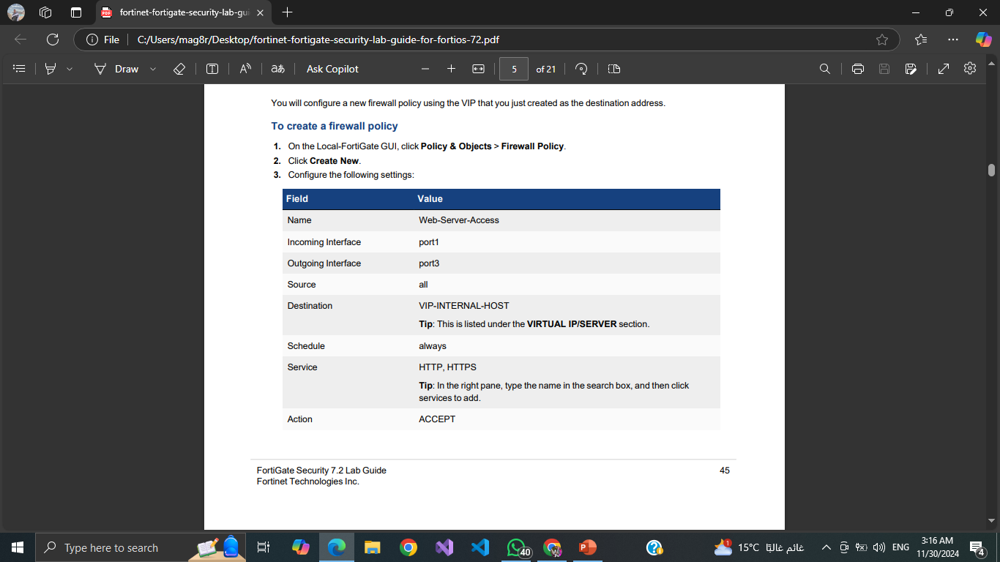 fortinet-fortigate-security-lab-gui
File
C:/Users/mag8r/Desktop/fortinet-fortigate-security-lab-guide-for-fortios-72.pdf
Draw
Ask Copilot
5
of 21
You will configure a new firewall policy using the VIP that you just created as the destination address.
To create a firewall policy
1. On the Local-FortiGate GUI, click Policy & Objects > Firewall Policy.
2. Click Create New.
3. Configure the following settings:
Field Value
Name Web-Server-Access
Incoming Interface port1
Outgoing Interface port3
Source all
Destination VIP-INTERNAL-HOST
Tip: This is listed under the VIRTUAL IP/SERVER section.
Schedule always
Service HTTP, HTTPS
Tip: In the right pane, type the name in the search box, and then click
services to add.
Action ACCEPT
FortiGate Security 7.2 Lab Guide 45
Fortinet Technologies Inc.
Type here to search
40
1
15°C غائم غالبًا
ENG
3:16 AM
11/30/2024
4